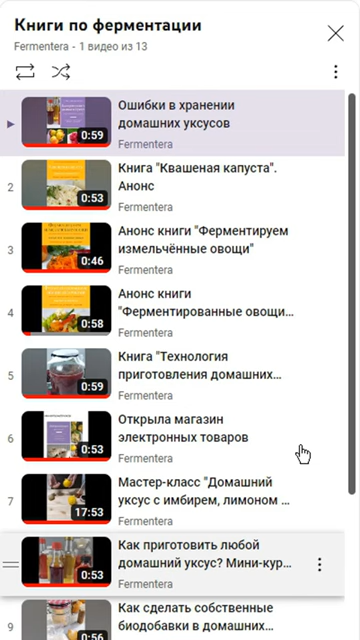 Книги по ферментации
Fermentera - 1 видео из 13
Ошибки в хранении
домашних уксусов
Fermentera
0:59
2
Книга "Квашеная капуста".
Анонс
Fermentera
0:53
3
Анонс книги "Ферментируем
измельчённые овощи"
Fermentera
0:46
4
Анонс книги
"Ферментированные овощи...
Fermentera
0:58
5
Книга "Технология
приготовления домашних...
Fermentera
0:59
6
Открыла магазин
электронных товаров
Fermentera
0:53
7
Мастер-класс "Домашний
уксус с имбирем, лимоном ...
Fermentera
17:53
Как приготовить любой
домашний уксус? Мини-кур...
Fermentera
0:53
9
Как сделать собственные
биодобавки в домашних...
0:56